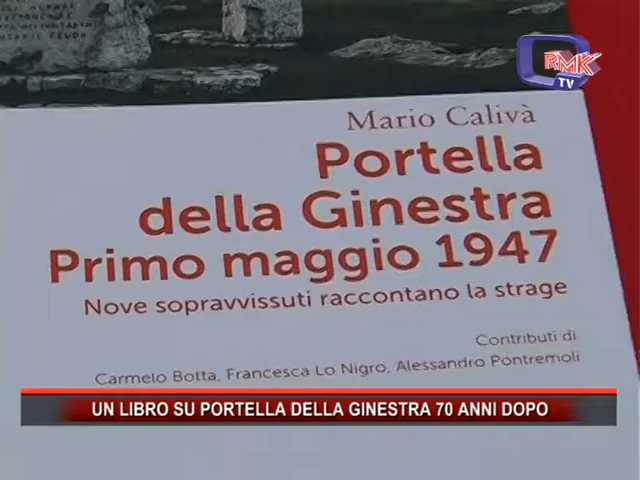 RMK
TV
Mario Calivà
Portella
della Ginestra
Primo maggio 1947
Nove sopravvissuti raccontano la strage
Contributi di
Carmelo Botta, Francesca Lo Nigro, Alessandro Pontremoli
UN LIBRO SU PORTELLA DELLA GINESTRA 70 ANNI DOPO